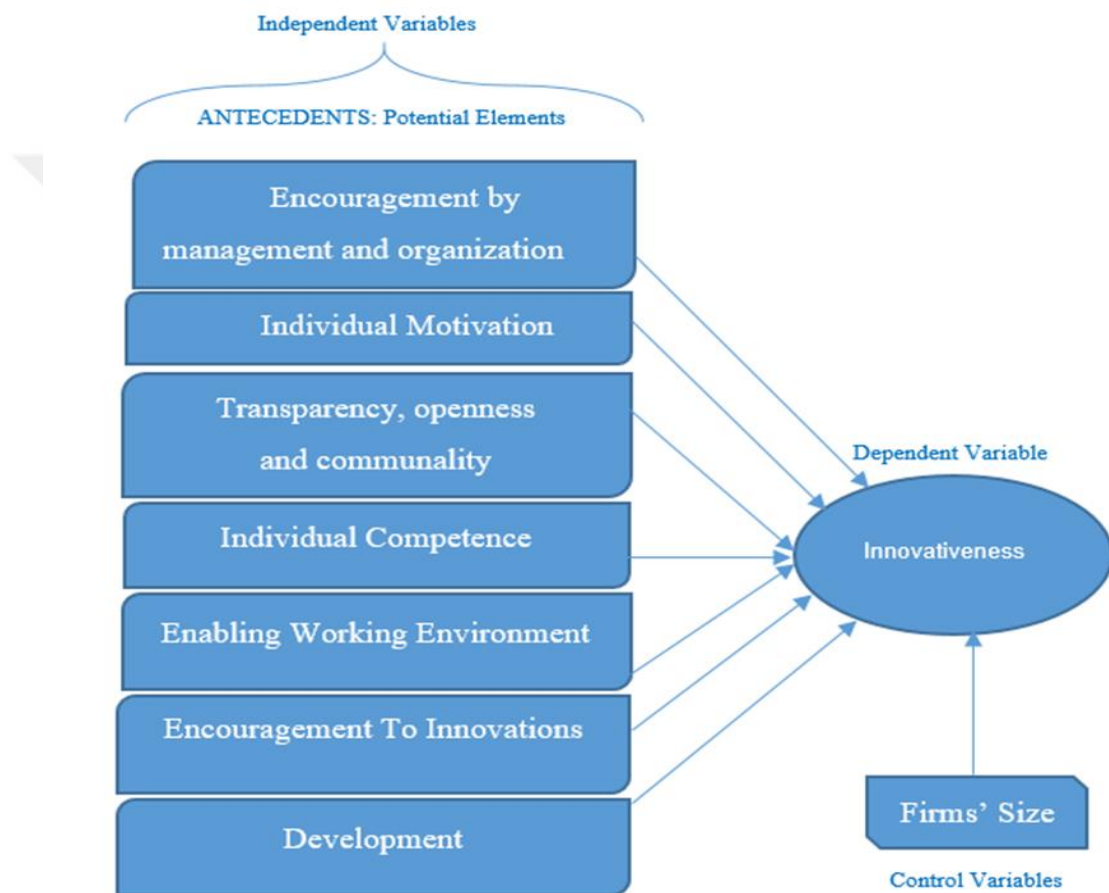 Independent Variables
ANTECEDENTS: Potential Elements
Encouragement by
management and organization
Individual Motivation
Transparency, openness
and communality
Individual Competence
Enabling Working Environment
Encouragement To Innovations
Development
Dependent Variable
Innovativeness
Firms’ Size
Control Variables